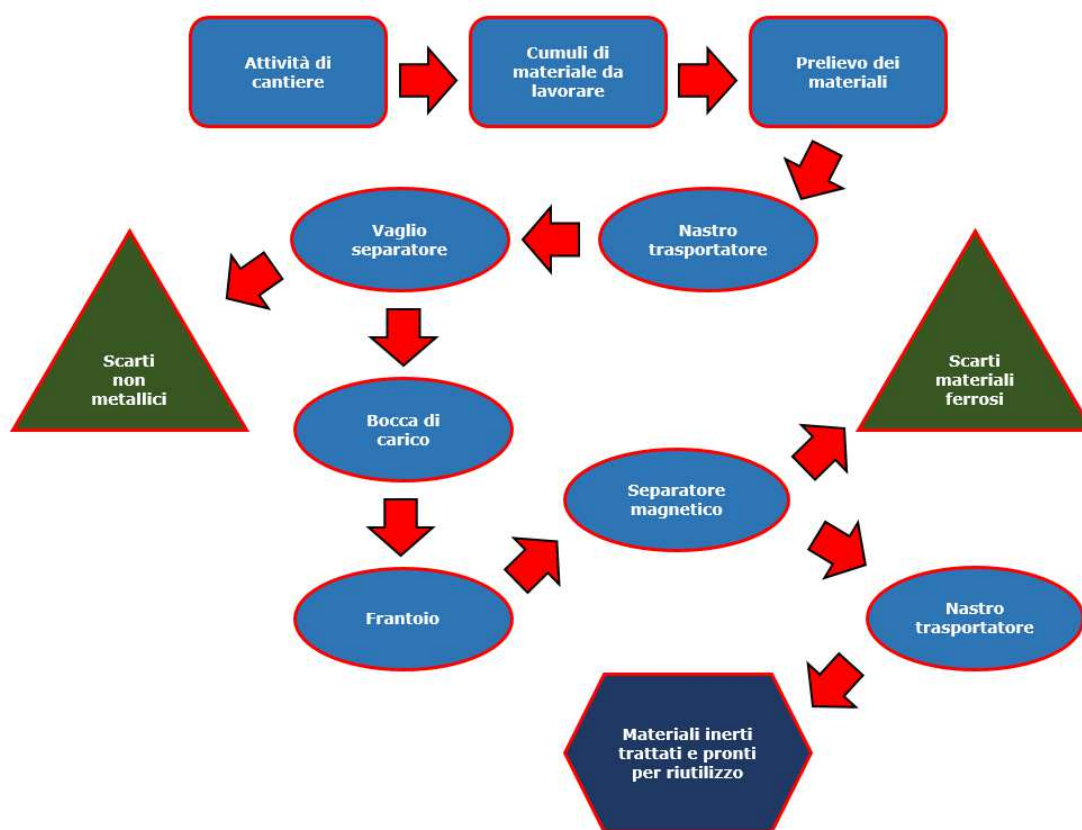 Attività di
cantiere
Cumuli di
materiale da
lavorare
Prelievo dei
materiali
Nastro
trasportatore
Vaglio
separatore
Scarti
non
metallici
Bocca di
carico
Frantoio
Separatore
magnetico
Scarti
materiali
ferrosi
Nastro
trasportatore
Materiali inerti
trattati e pronti
per riutilizzo